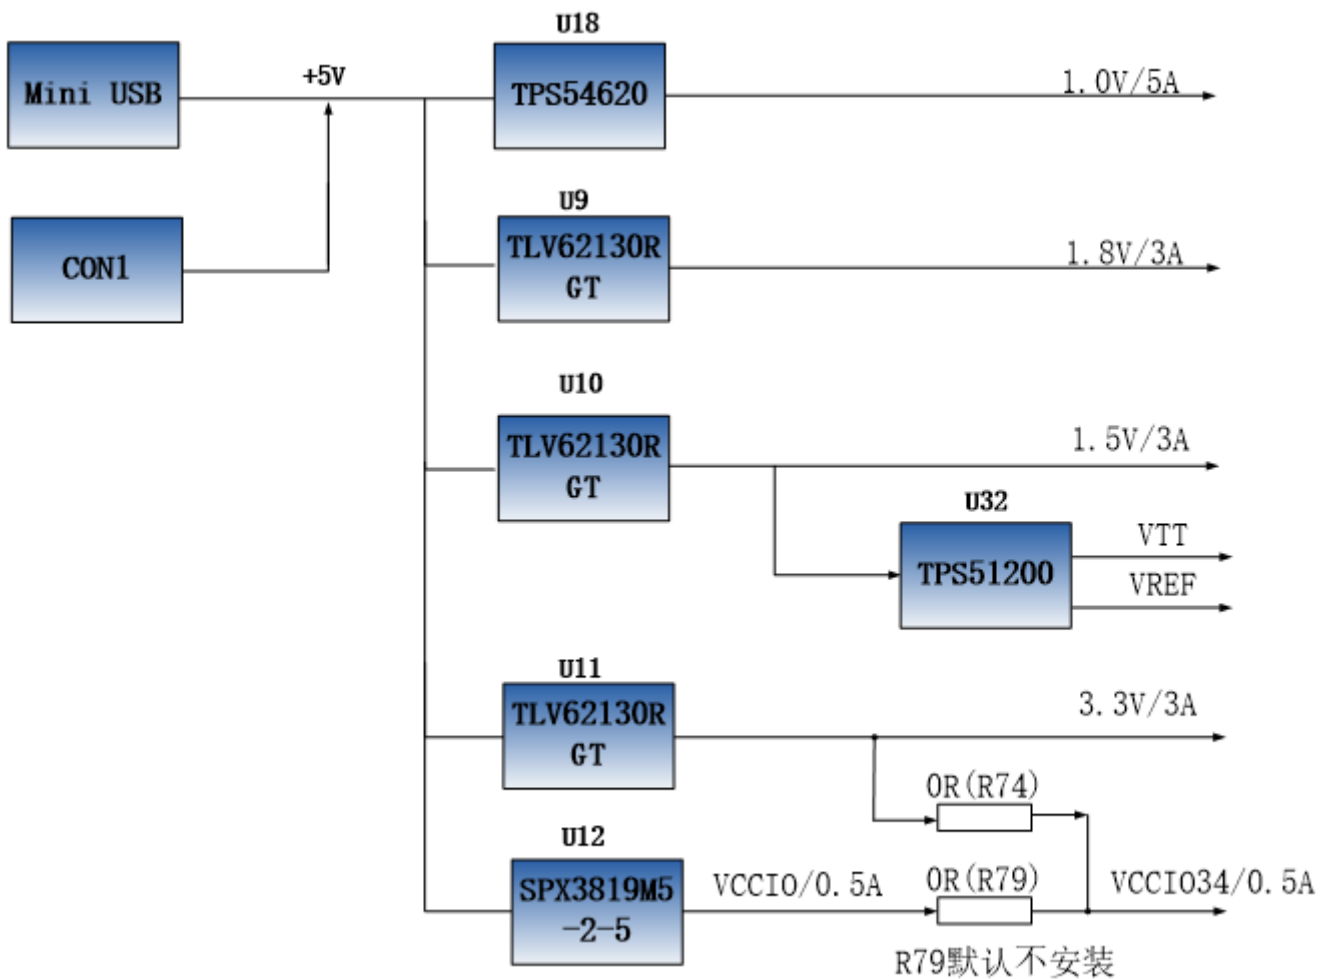 U18
Mini USB
+5V
TPS54620
1.0V/5A
U9
CON1
TLV62130R
GT
1.8V/3A
U10
TLV62130R
GT
1.5V/3A
U32
TPS51200
VTT
VREF
U11
TLV62130R
GT
3.3V/3A
0R(R74)
U12
SPX3819M5
-2-5
VCCIO/0.5A
0R(R79)
VCCIO34/0.5A
R79默认不安装